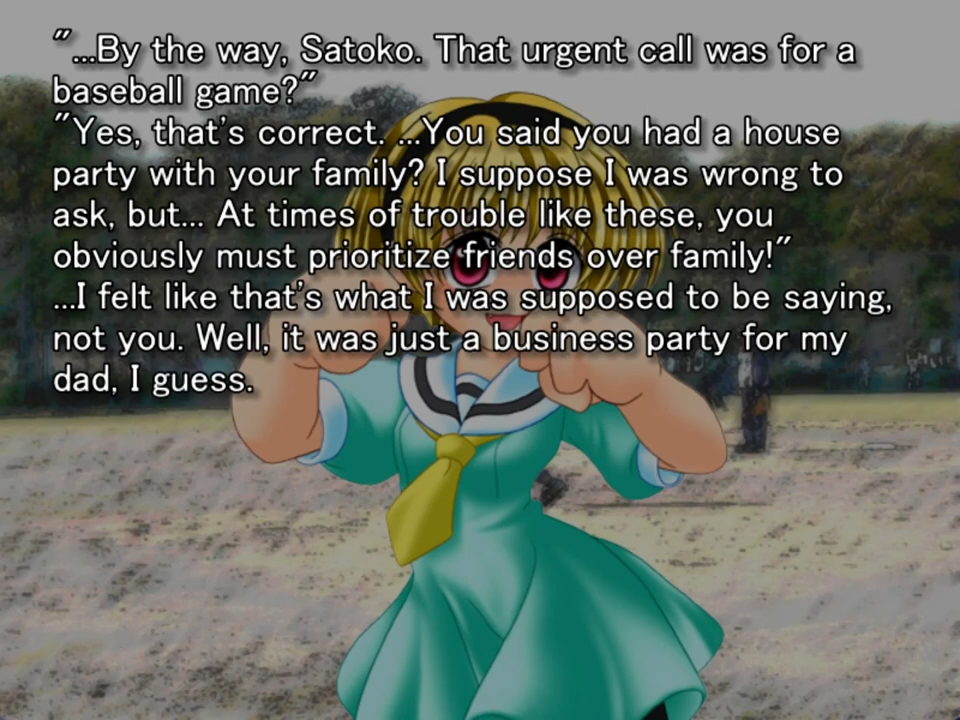 "...By the way, Satoko. That urgent call was for a
baseball game?"
"Yes, that's correct. ...You said you had a house
party with your family? I suppose I was wrong to
ask, but... At times of trouble like these, you
obviously must prioritize friends over family!"
...I felt like that's what I was supposed to be saying,
not you. Well, it was just a business party for my
dad, I guess.